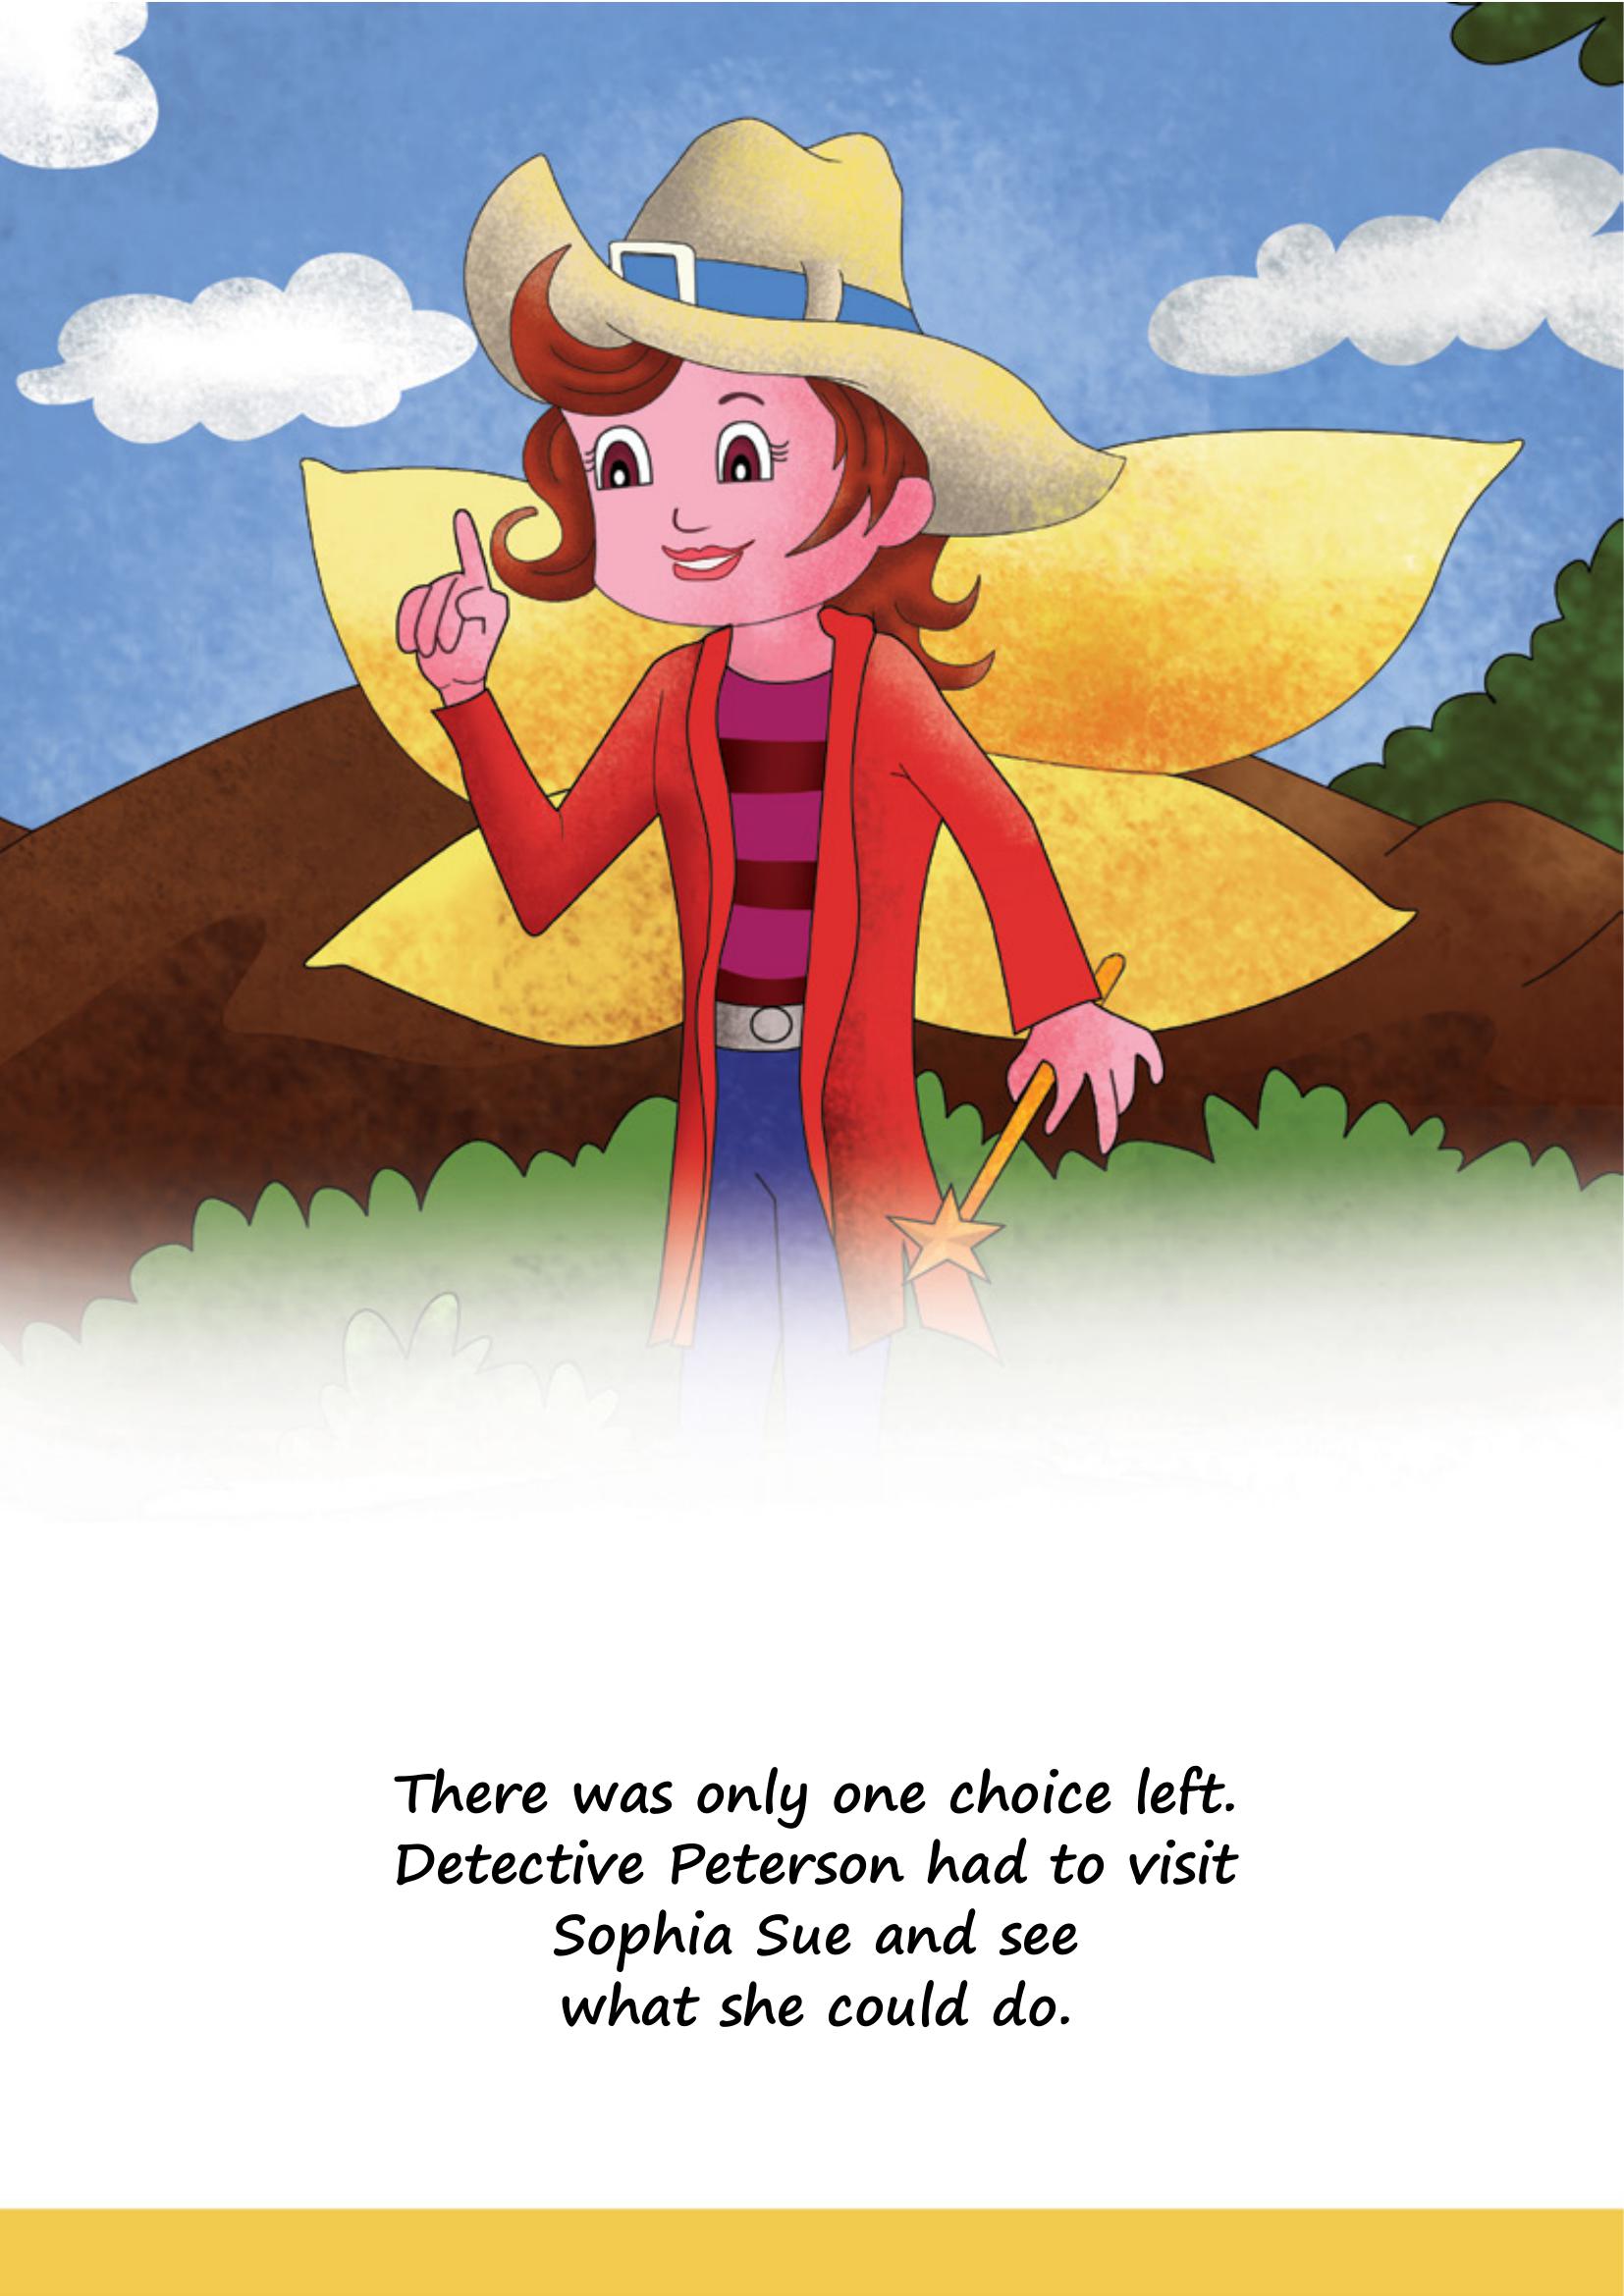 There was only one choice left.
Detective Peterson had to visit
Sophia Sue and see
what she could do.